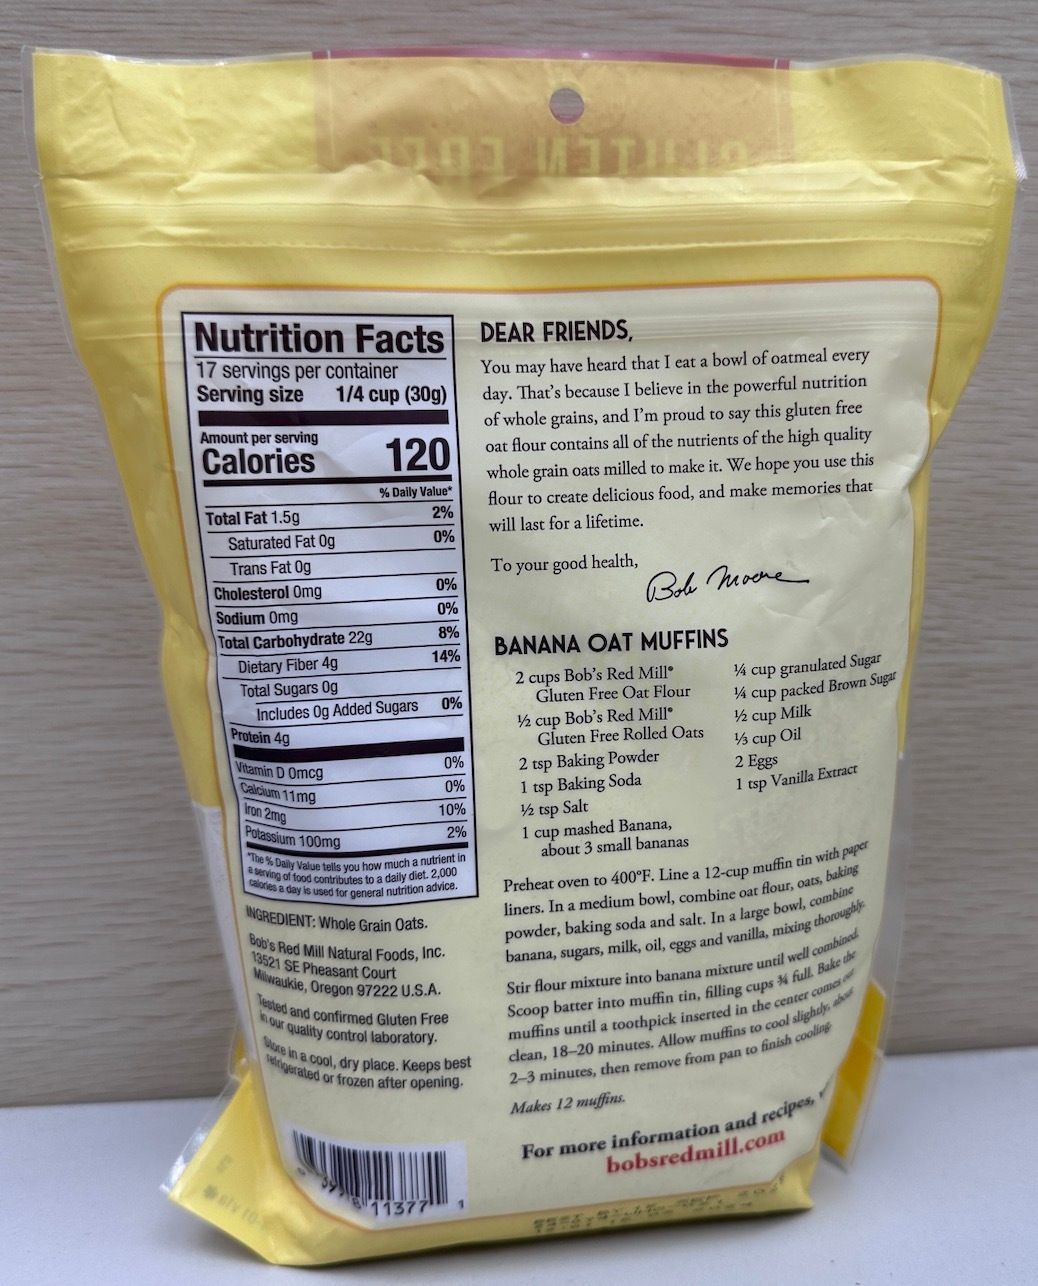 GLUTEN FREE
Nutrition Facts
17 servings per container
Serving size 1/4 cup (30g)
Amount per serving
Calories 120
% Daily Value*
Total Fat 1.5g 2%
Saturated Fat 0g 0%
Trans Fat 0g
Cholesterol 0mg 0%
Sodium 0mg 0%
Total Carbohydrate 22g 8%
Dietary Fiber 4g 14%
Total Sugars 0g
Includes 0g Added Sugars 0%
Protein 4g
Vitamin D 0mcg 0%
Calcium 11mg 0%
Iron 2mg 10%
Potassium 100mg 2%
*The % Daily Value tells you how much a nutrient in
a serving of food contributes to a daily diet. 2,000
calories a day is used for general nutrition advice.
INGREDIENT: Whole Grain Oats.
Bob's Red Mill Natural Foods, Inc.
13521 SE Pheasant Court
Milwaukie, Oregon 97222 U.S.A.
Tested and confirmed Gluten Free
in our quality control laboratory.
Store in a cool, dry place. Keeps best
refrigerated or frozen after opening.
11377 1
DEAR FRIENDS,
You may have heard that I eat a bowl of oatmeal every
day. That's because I believe in the powerful nutrition
of whole grains, and I'm proud to say this gluten free
oat flour contains all of the nutrients of the high quality
whole grain oats milled to make it. We hope you use this
flour to create delicious food, and make memories that
will last for a lifetime.
To your good health,
Bob Moore
BANANA OAT MUFFINS
2 cups Bob's Red Mill®
Gluten Free Oat Flour
½ cup Bob's Red Mill®
Gluten Free Rolled Oats
2 tsp Baking Powder
1 tsp Baking Soda
½ tsp Salt
1 cup mashed Banana,
about 3 small bananas
¼ cup granulated Sugar
¼ cup packed Brown Sugar
½ cup Milk
⅓ cup Oil
2 Eggs
1 tsp Vanilla Extract
Preheat oven to 400°F. Line a 12-cup muffin tin with paper
liners. In a medium bowl, combine oat flour, oats, baking
powder, baking soda and salt. In a large bowl, combine
banana, sugars, milk, oil, eggs and vanilla, mixing thoroughly.
Stir flour mixture into banana mixture until well combined.
Scoop batter into muffin tin, filling cups ¾ full. Bake the
muffins until a toothpick inserted in the center comes out
clean, 18–20 minutes. Allow muffins to cool slightly, about
2–3 minutes, then remove from pan to finish cooling.
Makes 12 muffins.
For more information and recipes,
bobsredmill.com